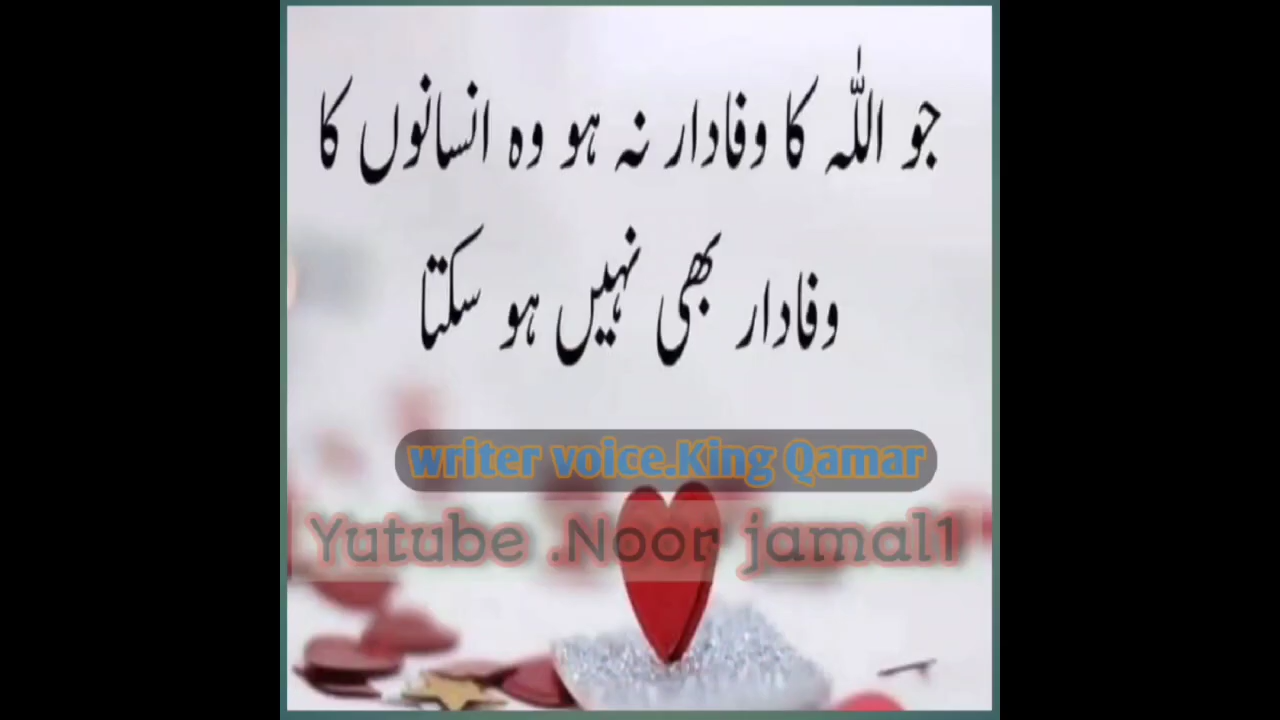 جو اللہ کا وفادار نہ ہو وہ انسانوں کا
وفادار بھی نہیں ہو سکتا
writer voice.King Qamar
Yutube .Noor jamal1